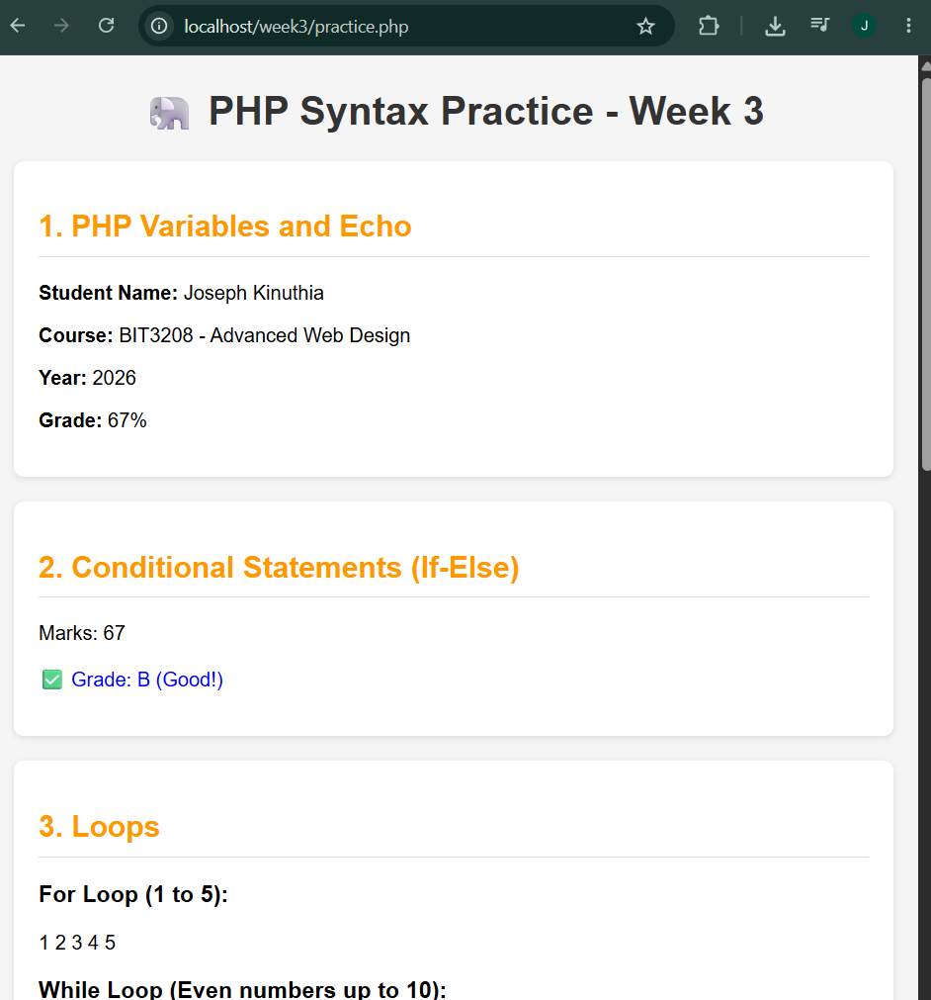 localhost/week3/practice.php
J
🐘 PHP Syntax Practice - Week 3
1. PHP Variables and Echo
Student Name: Joseph Kinuthia
Course: BIT3208 - Advanced Web Design
Year: 2026
Grade: 67%
2. Conditional Statements (If-Else)
Marks: 67
✅ Grade: B (Good!)
3. Loops
For Loop (1 to 5):
1 2 3 4 5
While Loop (Even numbers up to 10):